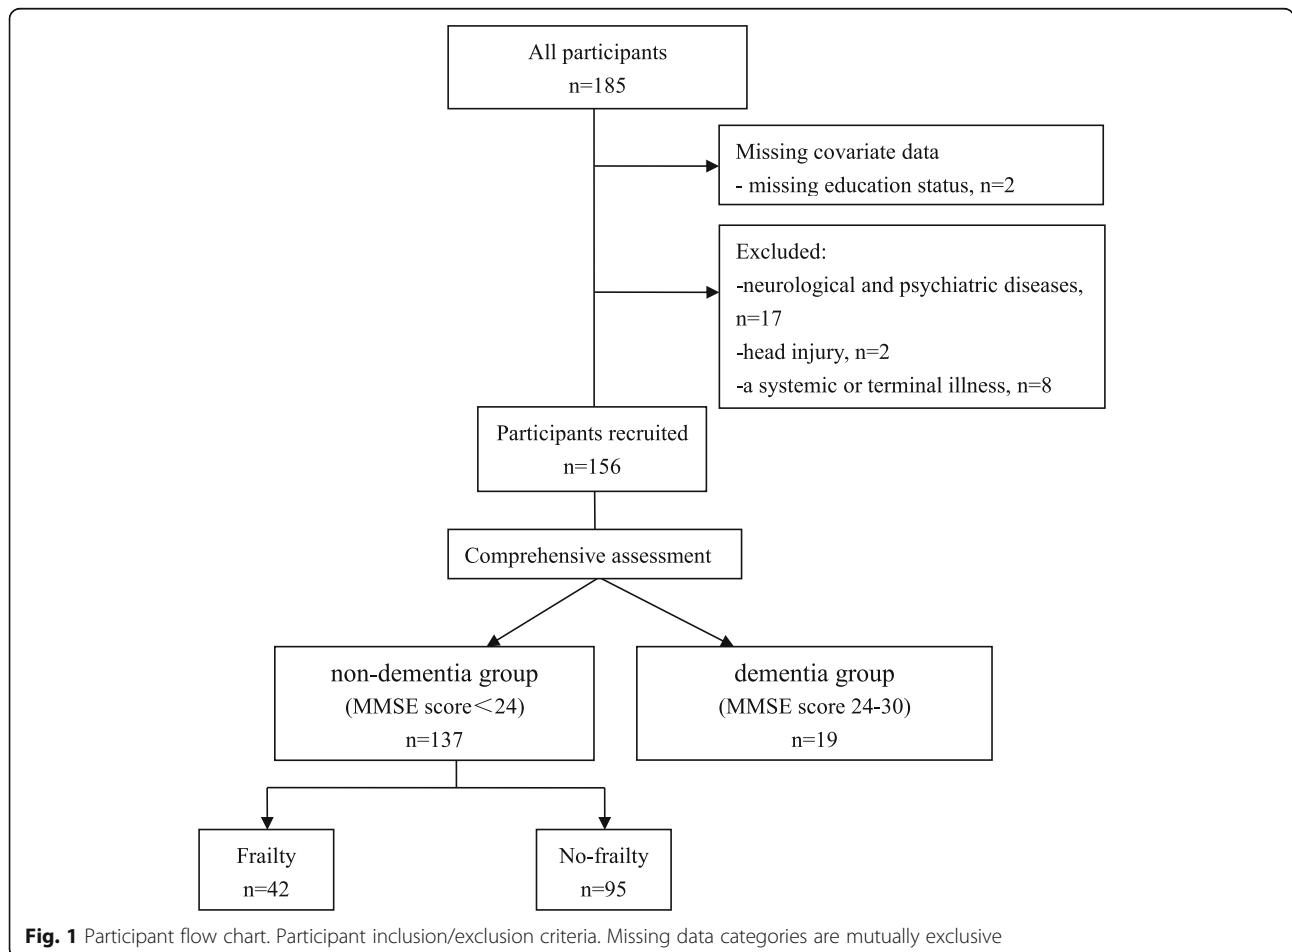 All participants
n=185
Missing covariate data
- missing education status, n=2
Excluded:
-neurological and psychiatric diseases,
n=17
-head injury, n=2
-a systemic or terminal illness, n=8
Participants recruited
n=156
Comprehensive assessment
non-dementia group
(MMSE score＜24)
n=137
dementia group
(MMSE score 24-30)
n=19
Frailty
n=42
No-frailty
n=95
Fig. 1 Participant flow chart. Participant inclusion/exclusion criteria. Missing data categories are mutually exclusive